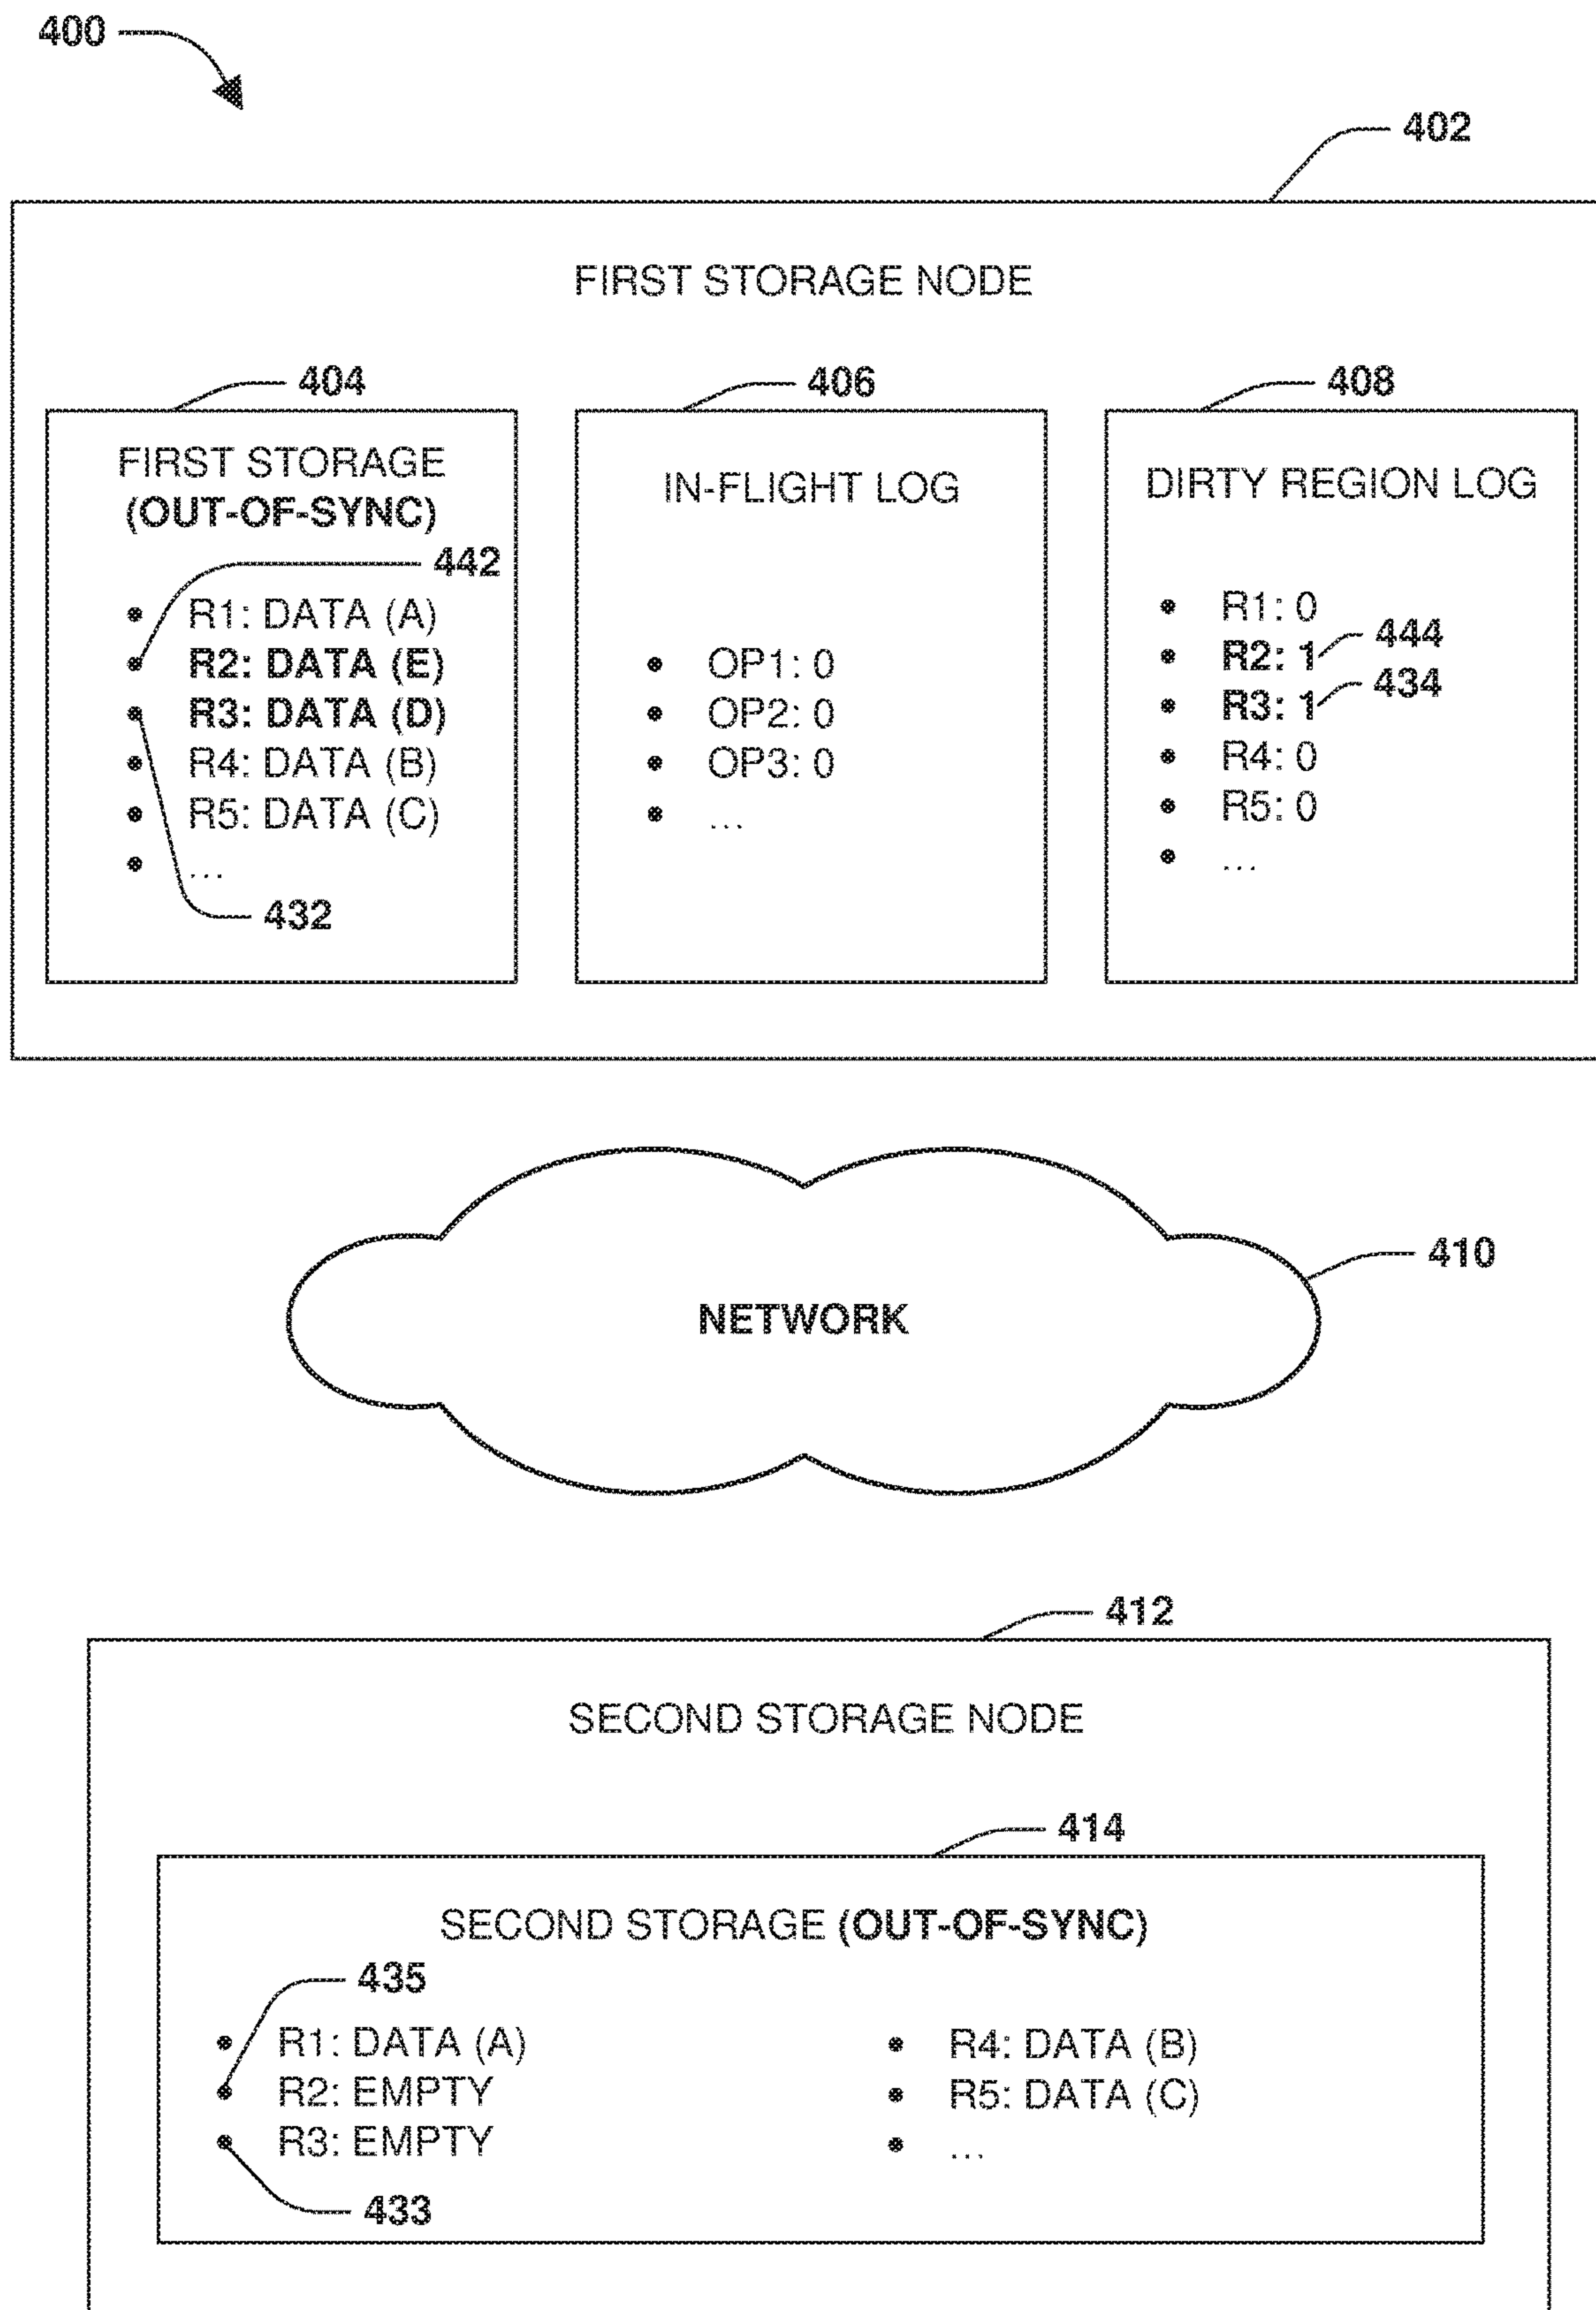 400
402
FIRST STORAGE NODE
404
406
408
FIRST STORAGE
(OUT-OF-SYNC)
442
R1: DATA (A)
R2: DATA (E)
R3: DATA (D)
R4: DATA (B)
R5: DATA (C)
...
432
IN-FLIGHT LOG
OP1: 0
OP2: 0
OP3: 0
...
DIRTY REGION LOG
R1: 0
R2: 1
444
R3: 1
434
R4: 0
R5: 0
...
410
NETWORK
412
SECOND STORAGE NODE
414
SECOND STORAGE (OUT-OF-SYNC)
435
R1: DATA (A)
R2: EMPTY
R3: EMPTY
433
R4: DATA (B)
R5: DATA (C)
...